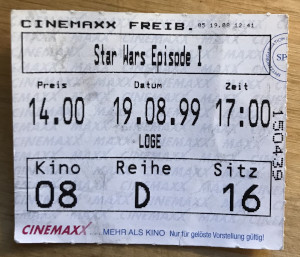 CINEMAXX FREIB.
Star Wars Episode I
Preis Datum Zeit
14.00 19.08.99 17:00
LOGE
Kino Reihe Sitz
08 D 16
150439
CINEMAXX... MEHR ALS KINO Nur für gelöste Vorstellung gültig!